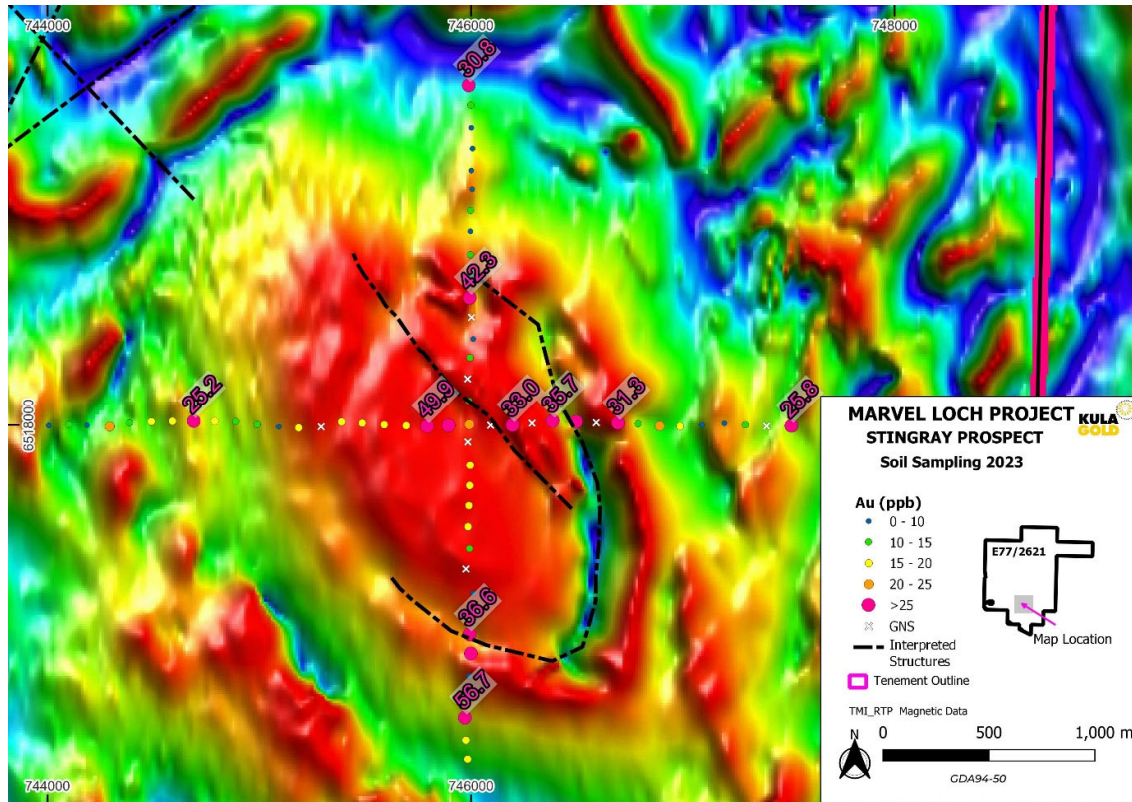 744000
746000
748000
30.8
42.3
6518000
25.2
49.9
33.0
35.7
31.3
25.8
36.6
56.7
744000
746000
MARVEL LOCH PROJECT
KULA
GOLD
STINGRAY PROSPECT
Soil Sampling 2023
Au (ppb)
0 - 10
10 - 15
15 - 20
20 - 25
>25
GNS
Interpreted
Structures
Tenement Outline
E77/2621
Map Location
TMI_RTP Magnetic Data
N
0 500 1,000 m
GDA94-50